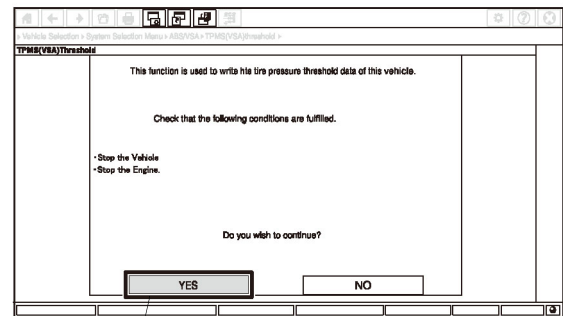 > Vehicle Selection > System Selection Menu > ABS/VSA > TPMS(VSA)threshold >
TPMS(VSA)Threshold
This function is used to write hte tire pressure threshold data of this vehicle.
Check that the following conditions are fulfilled.
・Stop the Vehicle
・Stop the Engine.
Do you wish to continue?
YES
NO